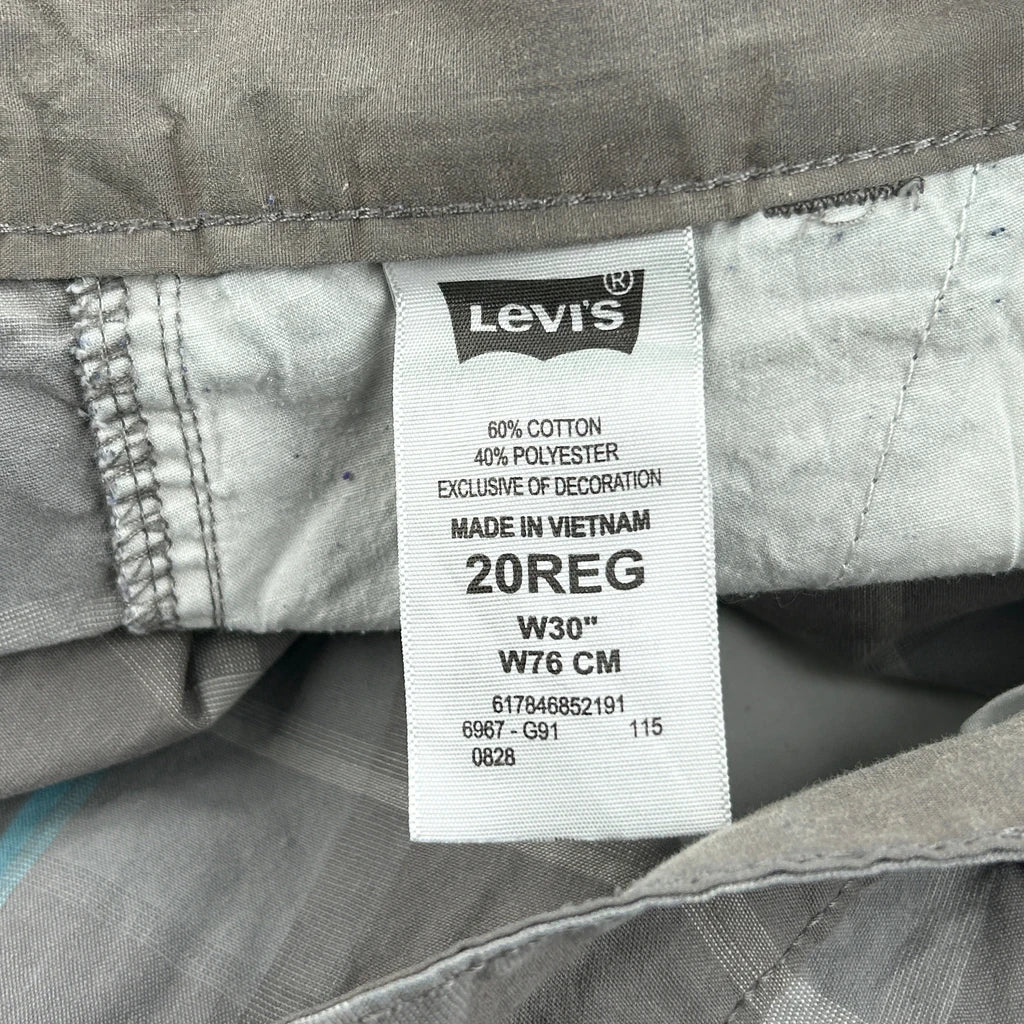 LEVI'S®
60% COTTON
40% POLYESTER
EXCLUSIVE OF DECORATION
MADE IN VIETNAM
20REG
W30"
W76 CM
617846852191
6967 - G91 115
0828